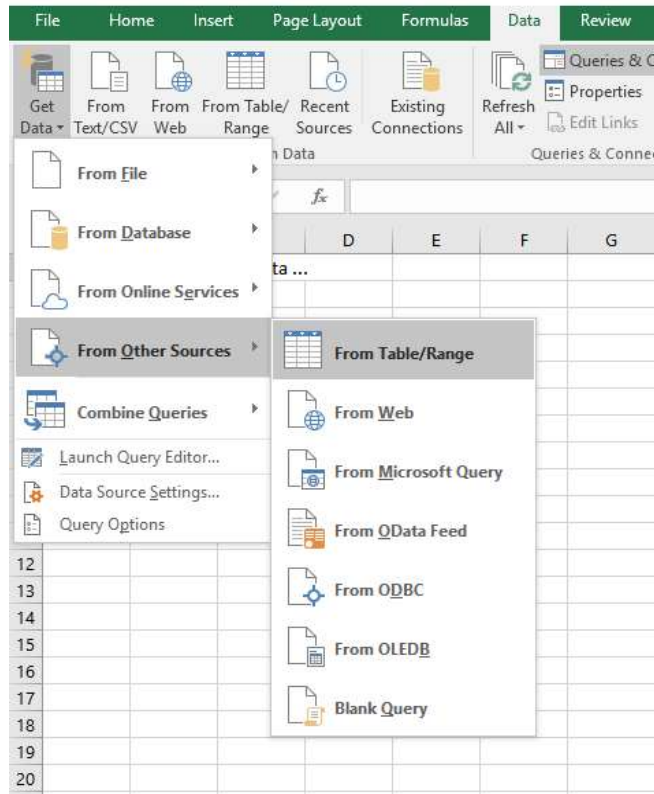 File Home Insert Page Layout Formulas Data Review
Get Data
From Text/CSV
From Web
From Table/ Range
Recent Sources
Existing Connections
Refresh All
Queries & C
Properties
Edit Links
n Data
Queries & Conne
fx
D E F G
ta ...
From File
From Database
From Online Services
From Other Sources
Combine Queries
Launch Query Editor...
Data Source Settings...
Query Options
From Table/Range
From Web
From Microsoft Query
From OData Feed
From ODBC
From OLEDB
Blank Query
12
13
14
15
16
17
18
19
20